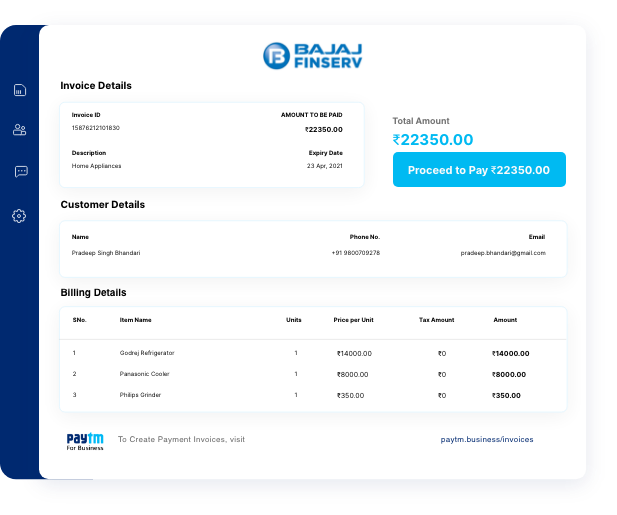 BAJAJ
FINSERV
Invoice Details
Invoice ID AMOUNT TO BE PAID
15876212101830 ₹22350.00
Description Expiry Date
Home Appliances 23 Apr, 2021
Total Amount
₹22350.00
Proceed to Pay ₹22350.00
Customer Details
Name Phone No. Email
Pradeep Singh Bhandari +91 9800709278 pradeep.bhandari@gmail.com
Billing Details
SNo. Item Name Units Price per Unit Tax Amount Amount
1 Godrej Refrigerator 1 ₹14000.00 ₹0 ₹14000.00
2 Panasonic Cooler 1 ₹8000.00 ₹0 ₹8000.00
3 Philips Grinder 1 ₹350.00 ₹0 ₹350.00
paytm
For Business
To Create Payment Invoices, visit paytm.business/invoices